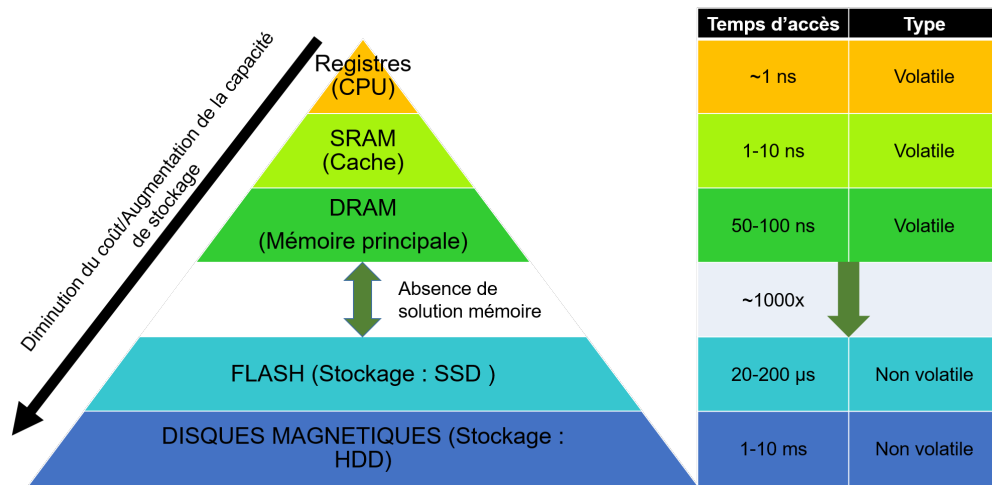 Diminution du coût/Augmentation de la capacité
de stockage
Registres
(CPU)
SRAM
(Cache)
DRAM
(Mémoire principale)
Absence de
solution mémoire
FLASH (Stockage : SSD )
DISQUES MAGNETIQUES (Stockage :
HDD)
Temps d’accès Type
~1 ns Volatile
1-10 ns Volatile
50-100 ns Volatile
~1000x
20-200 µs Non volatile
1-10 ms Non volatile